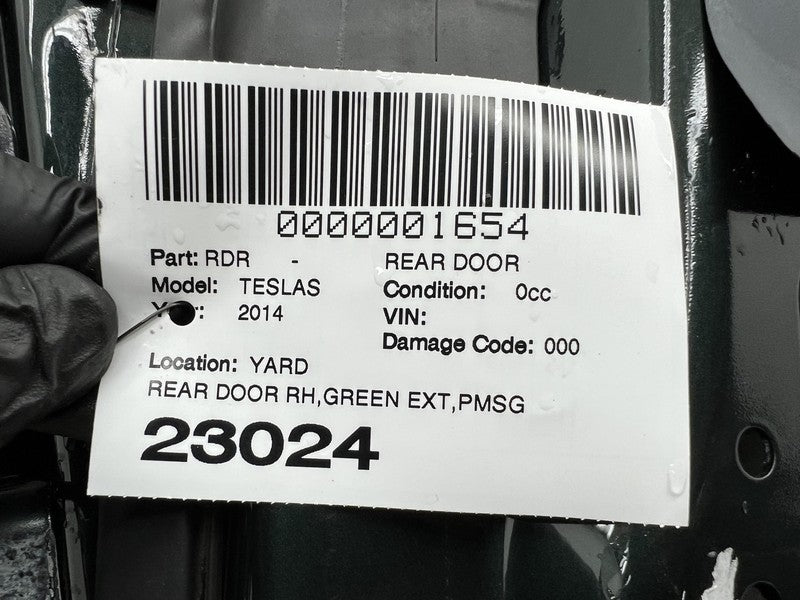 0000001654
Part: RDR - REAR DOOR
Model: TESLAS Condition: 0cc
2014 VIN:
Damage Code: 000
Location: YARD
REAR DOOR RH,GREEN EXT,PMSG
23024